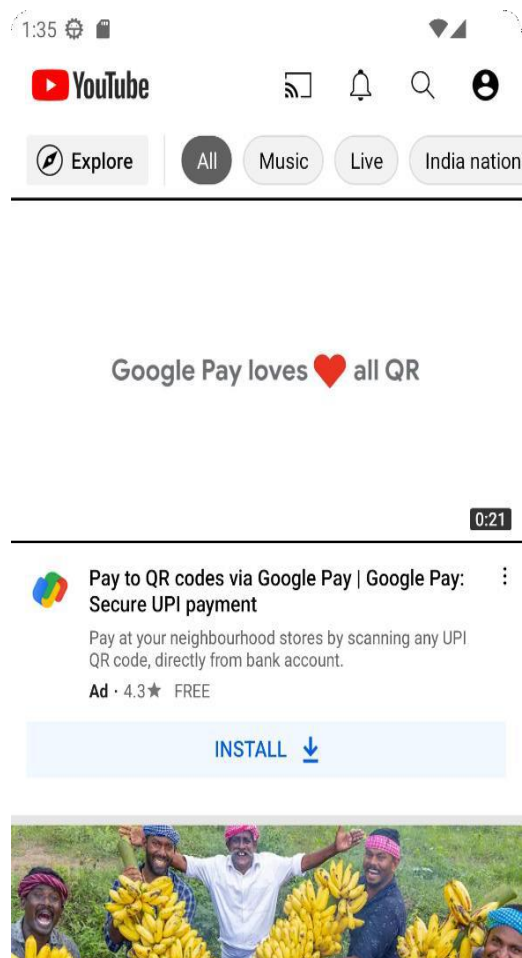 1:35
YouTube
Explore
All
Music
Live
India nation
Google Pay loves ❤ all QR
0:21
Pay to QR codes via Google Pay | Google Pay:
Secure UPI payment
Pay at your neighbourhood stores by scanning any UPI
QR code, directly from bank account.
Ad · 4.3★ FREE
INSTALL